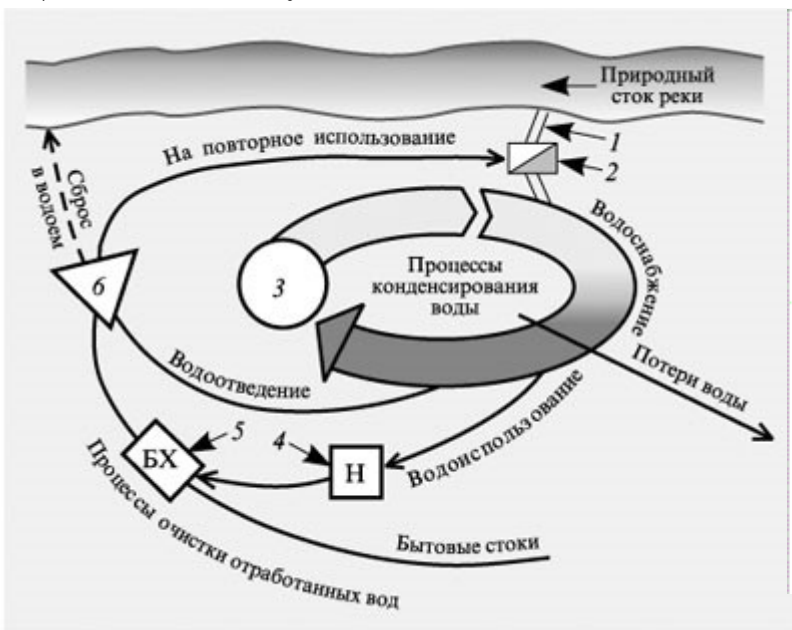 Природный
сток реки
1
2
На повторное использование
Сброс
в водоем
Водоснабжение
3
Процессы
конденсирования
воды
6
Потери воды
Водоотведение
Водоиспользование
5
4
БХ
Н
Бытовые стоки
Процессы очистки отработанных вод